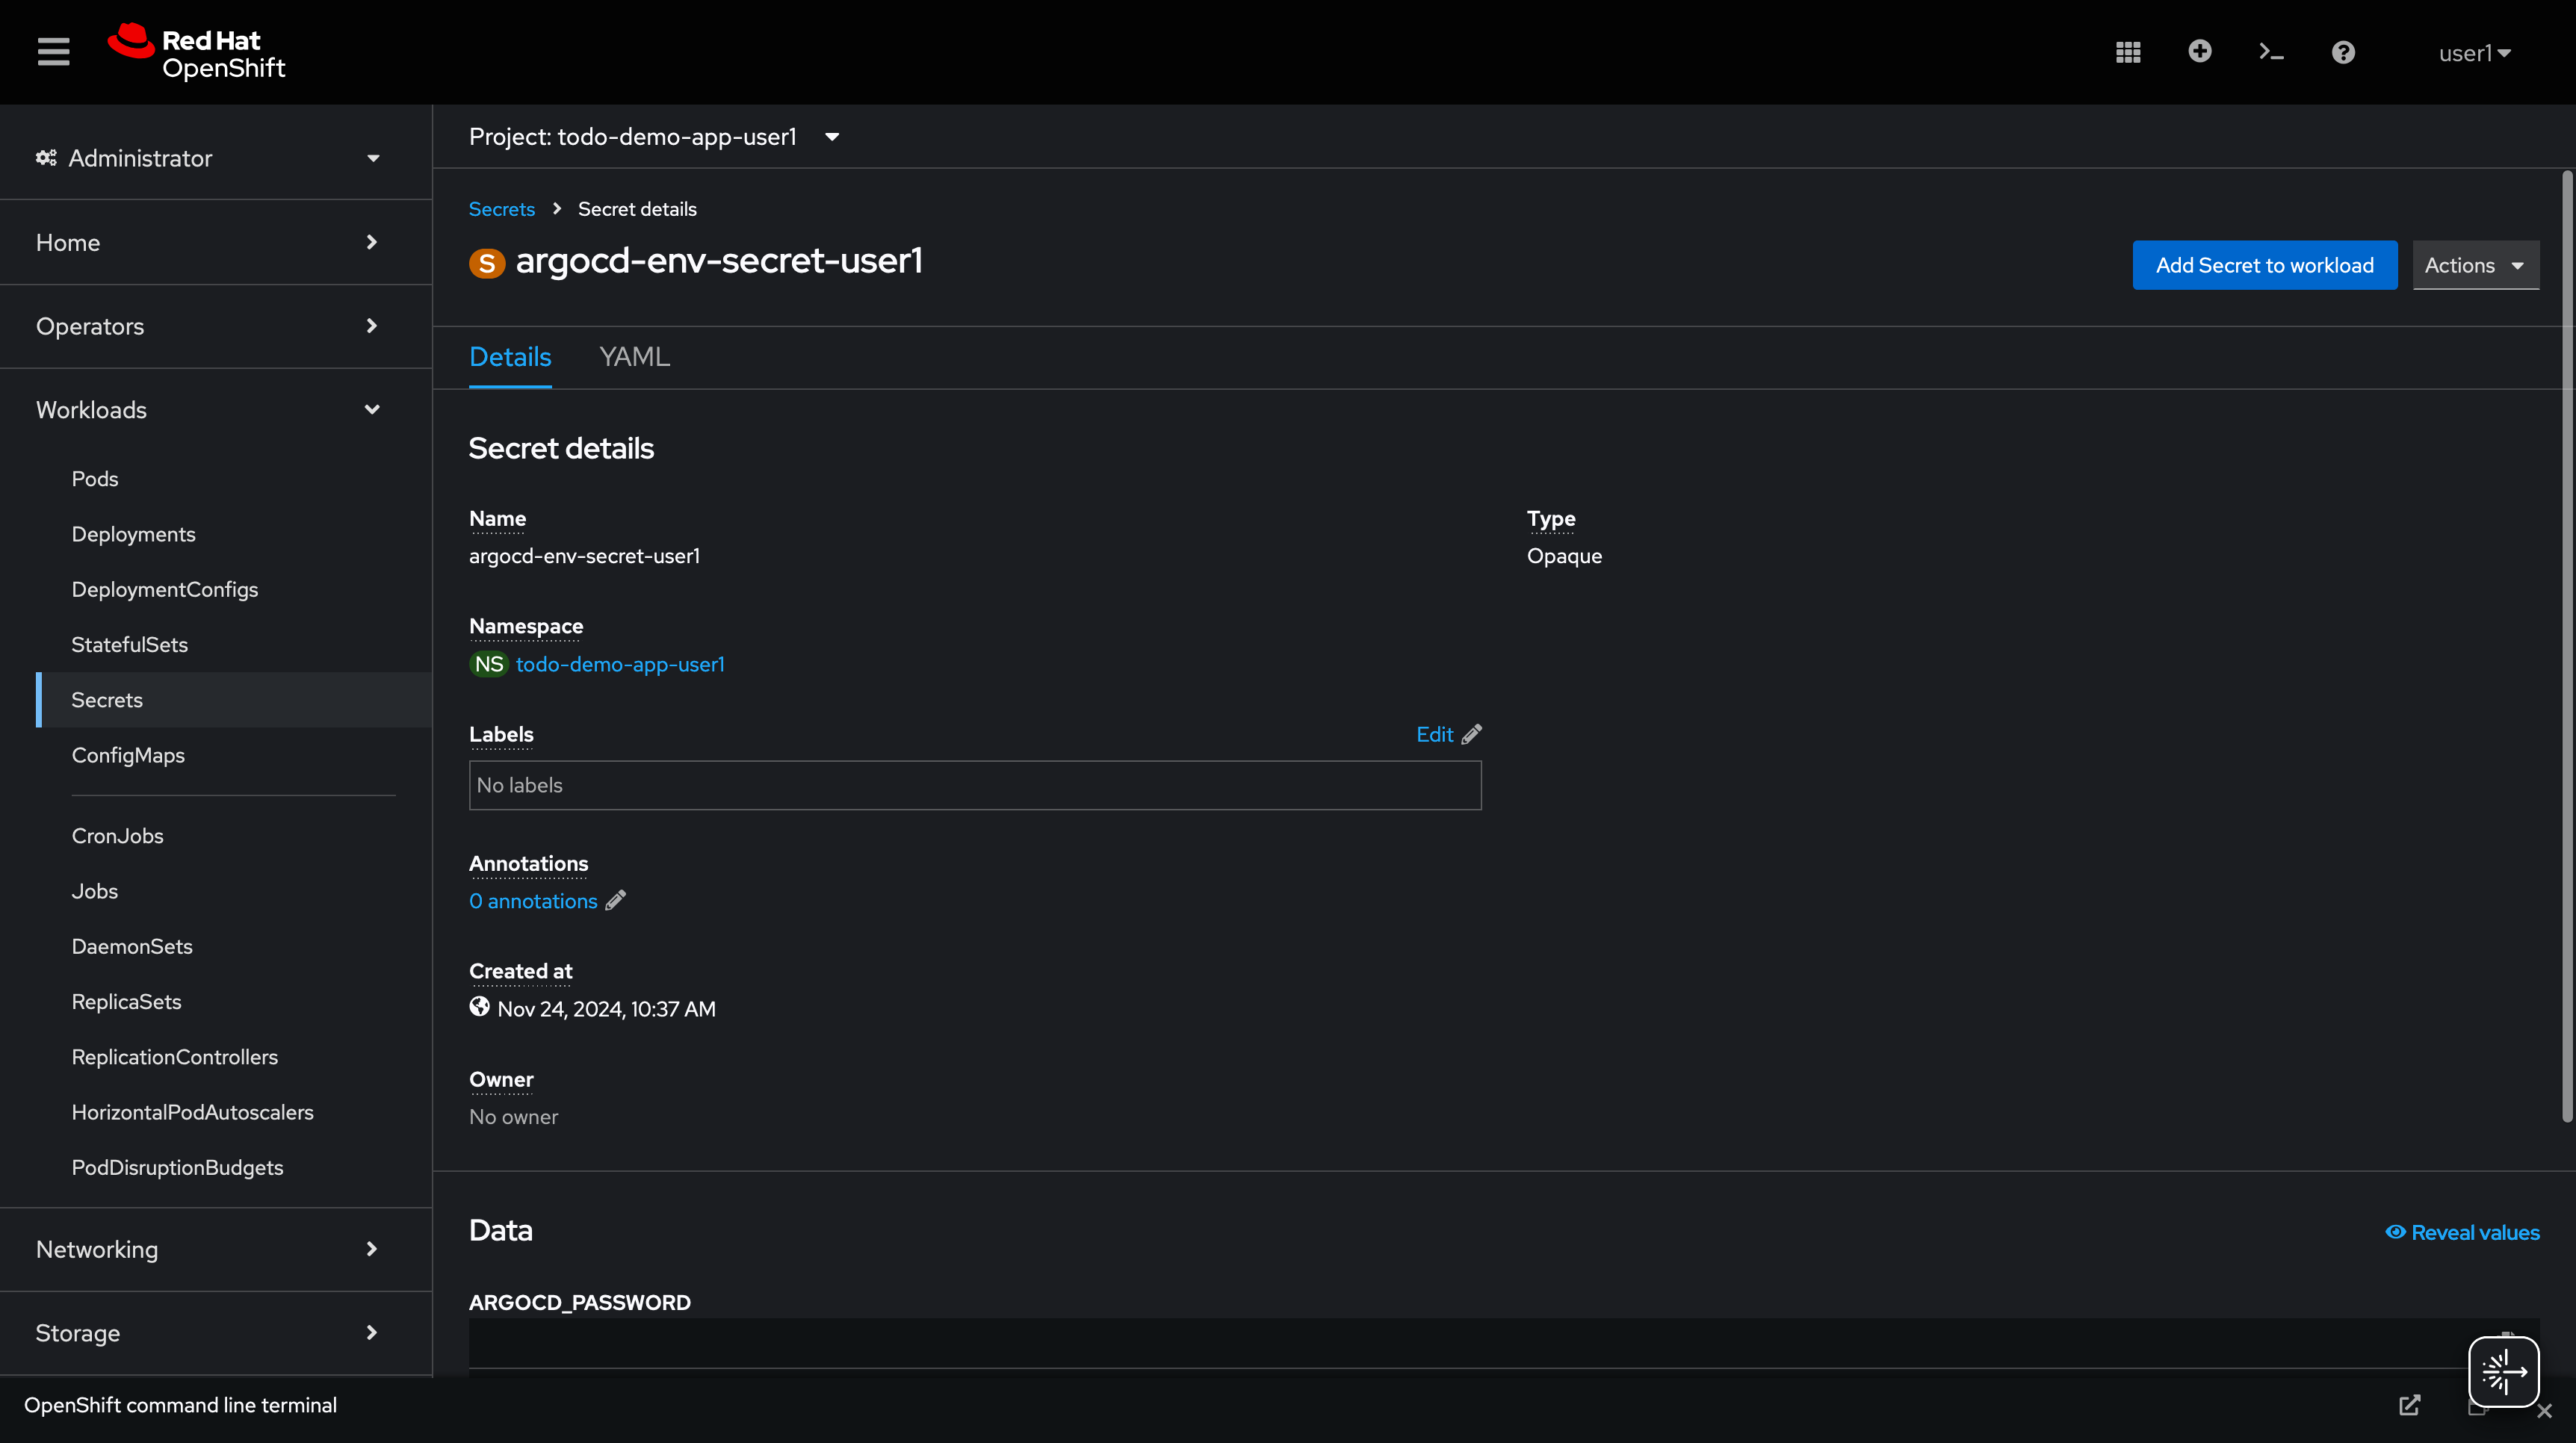 Red Hat
OpenShift
user1
Administrator
Home
Operators
Workloads
Pods
Deployments
DeploymentConfigs
StatefulSets
Secrets
ConfigMaps
CronJobs
Jobs
DaemonSets
ReplicaSets
ReplicationControllers
HorizontalPodAutoscalers
PodDisruptionBudgets
Networking
Storage
Project: todo-demo-app-user1
Secrets > Secret details
S argocd-env-secret-user1
Add Secret to workload
Actions
Details YAML
Secret details
Name
argocd-env-secret-user1
Type
Opaque
Namespace
NS todo-demo-app-user1
Labels
Edit
No labels
Annotations
0 annotations
Created at
Nov 24, 2024, 10:37 AM
Owner
No owner
Data
Reveal values
ARGOCD_PASSWORD
OpenShift command line terminal